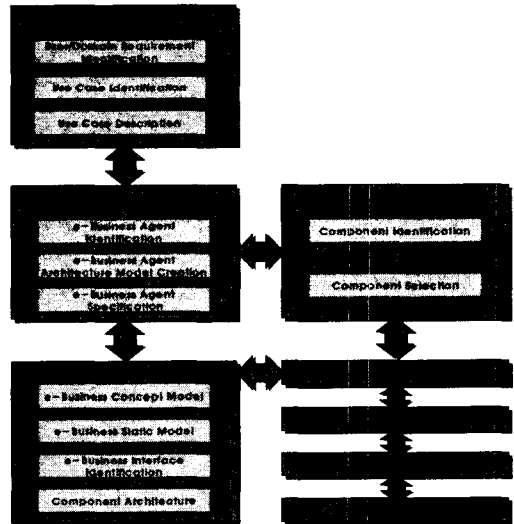 User/Domain Requirement
Identification
Use Case Identification
Use Case Description
e-Business Agent
Identification
e-Business Agent
Architecture Model Creation
e-Business Agent
Specification
Component Identification
Component Selection
e-Business Concept Model
e-Business Static Model
e-Business Interface
Identification
Component Architecture